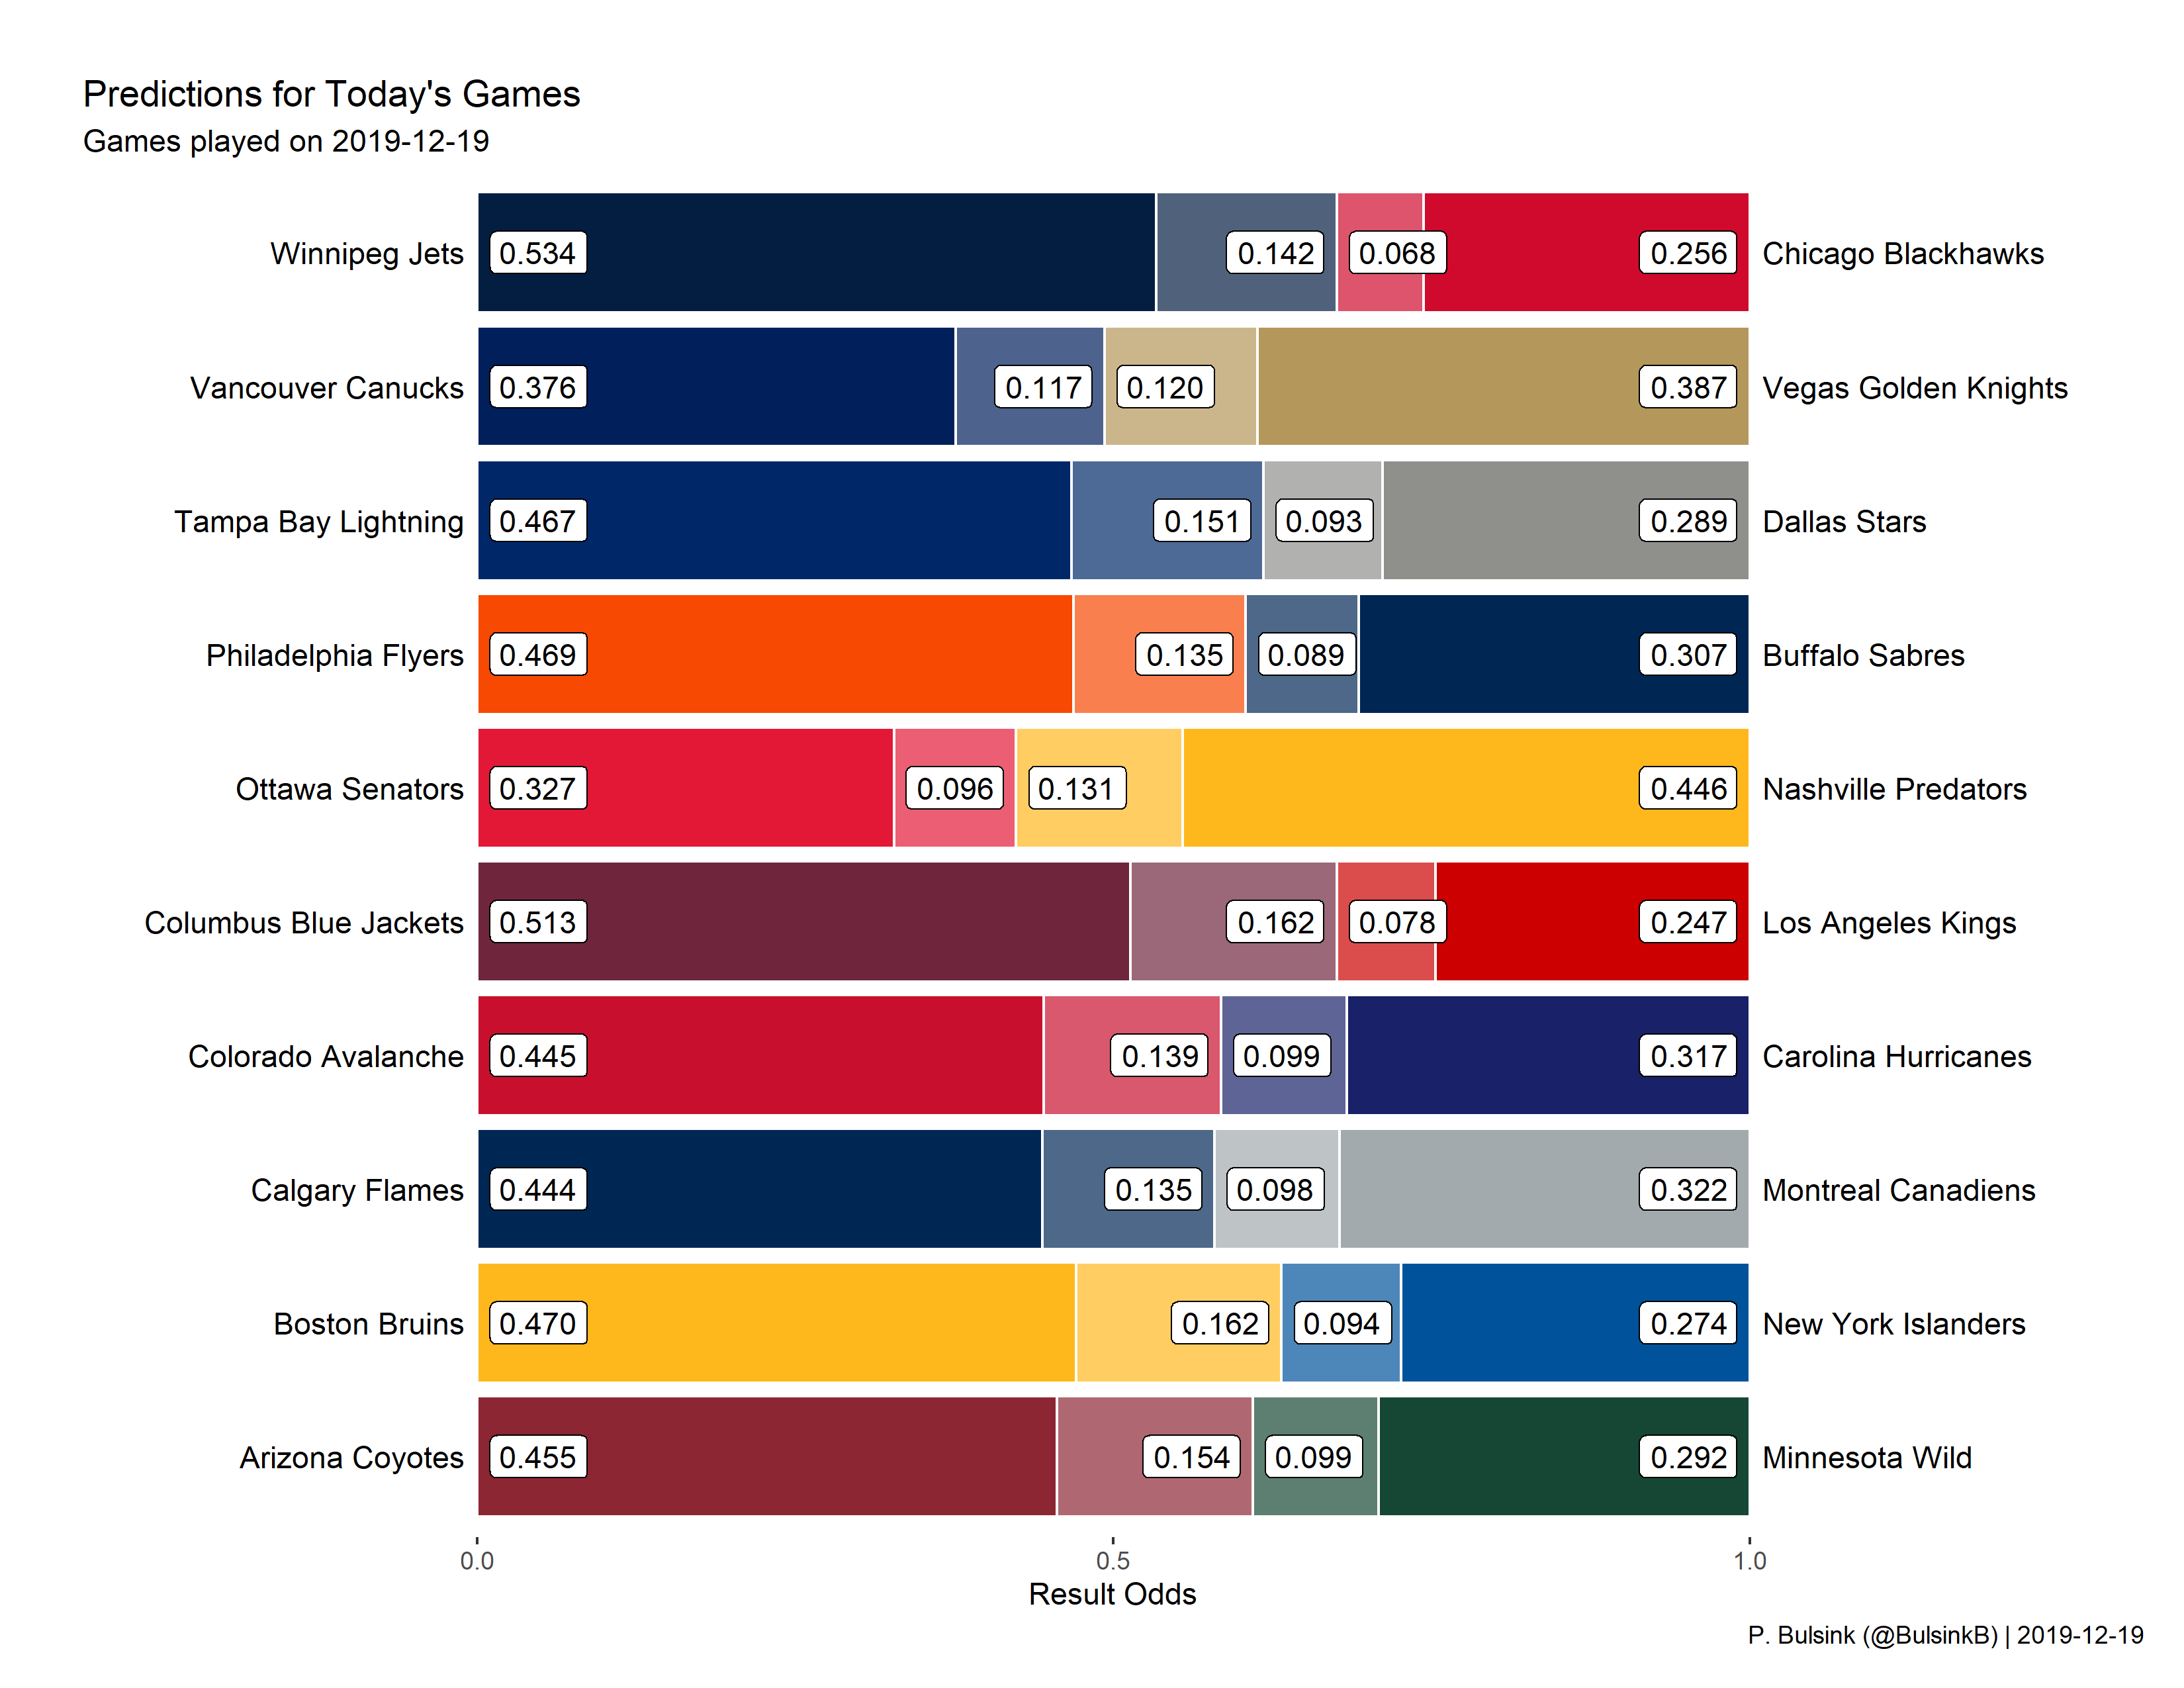 Predictions for Today's Games
Games played on 2019-12-19
Winnipeg Jets 0.534 0.142 0.068 0.256 Chicago Blackhawks
Vancouver Canucks 0.376 0.117 0.120 0.387 Vegas Golden Knights
Tampa Bay Lightning 0.467 0.151 0.093 0.289 Dallas Stars
Philadelphia Flyers 0.469 0.135 0.089 0.307 Buffalo Sabres
Ottawa Senators 0.327 0.096 0.131 0.446 Nashville Predators
Columbus Blue Jackets 0.513 0.162 0.078 0.247 Los Angeles Kings
Colorado Avalanche 0.445 0.139 0.099 0.317 Carolina Hurricanes
Calgary Flames 0.444 0.135 0.098 0.322 Montreal Canadiens
Boston Bruins 0.470 0.162 0.094 0.274 New York Islanders
Arizona Coyotes 0.455 0.154 0.099 0.292 Minnesota Wild
0.0 0.5 1.0
Result Odds
P. Bulsink (@BulsinkB) | 2019-12-19